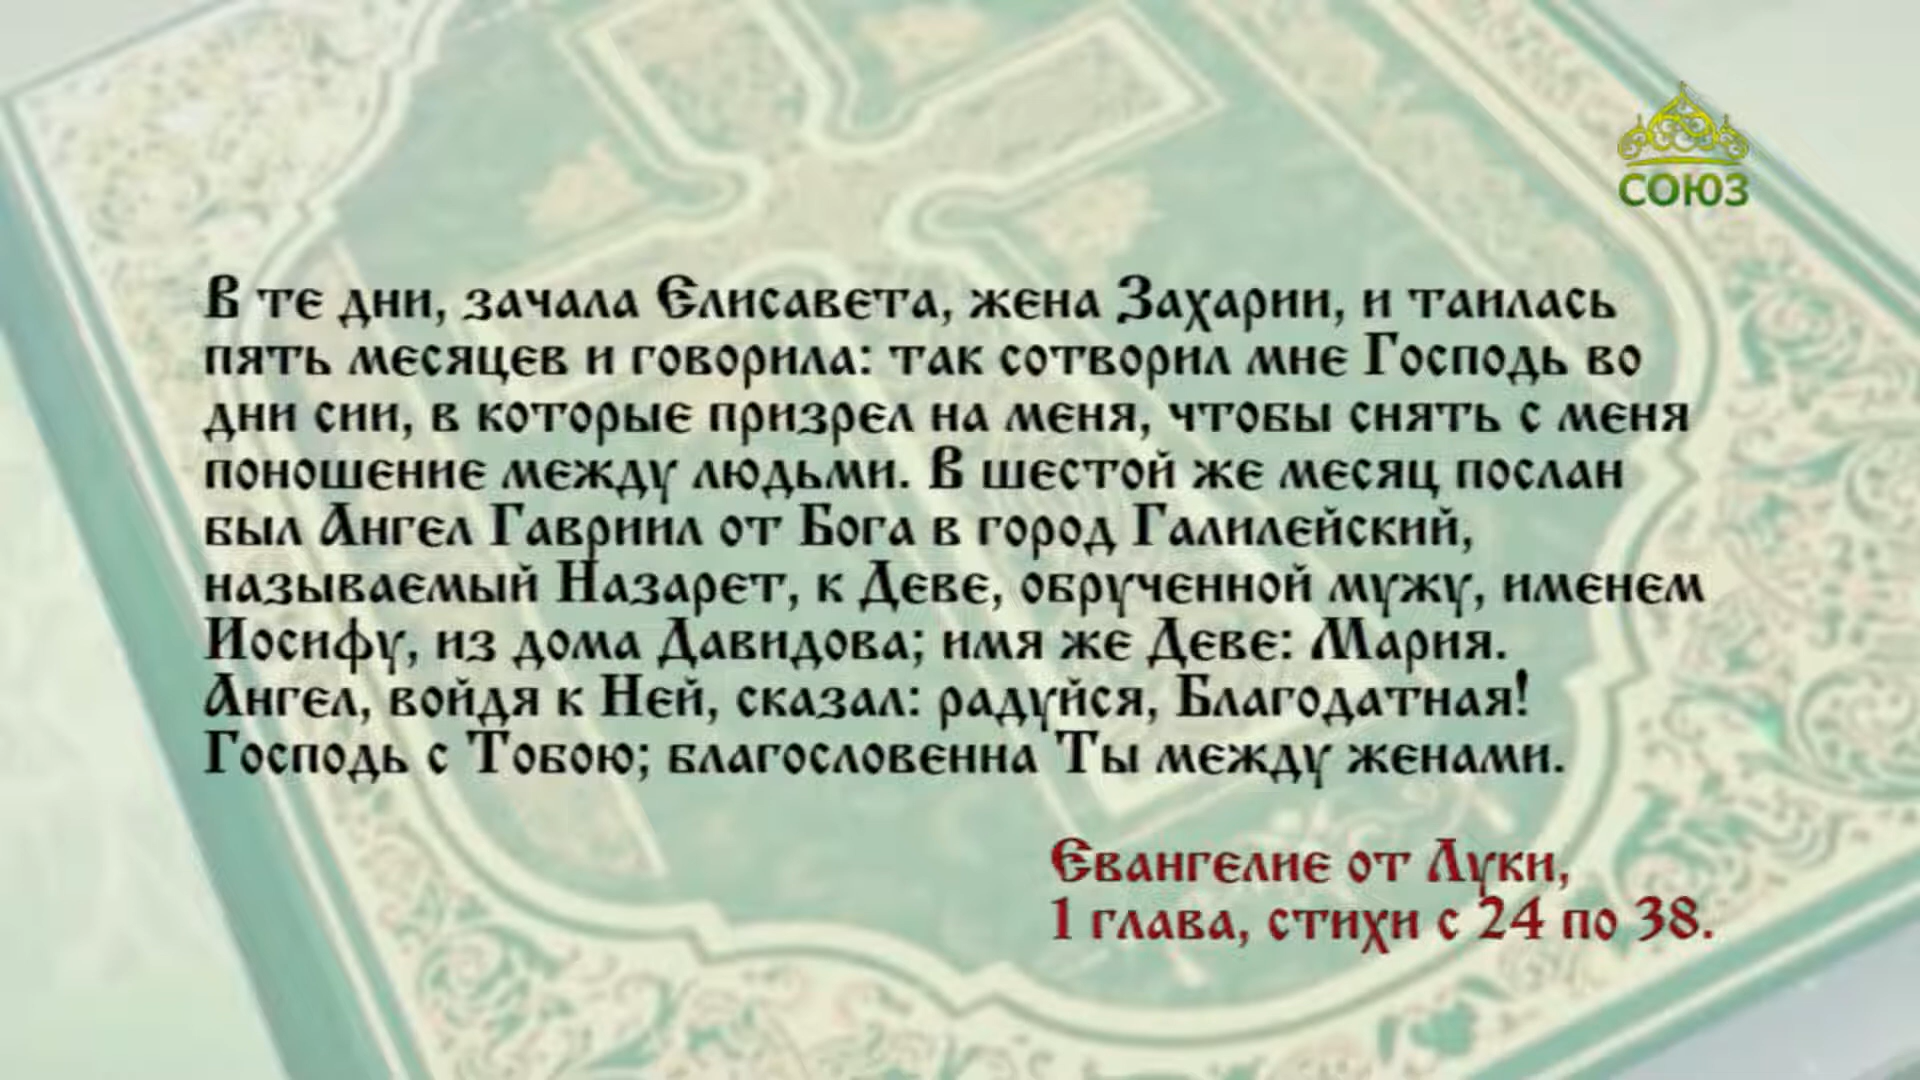 СОЮЗ
В те дни, зачала Елисавета, жена Захарии, и таилась
пять месяцев и говорила: так сотворил мне Господь во
дни сии, в которые призрел на меня, чтобы снять с меня
поношение между людьми. В шестой же месяц послан
был Ангел Гавриил от Бога в город Галилейский,
называемый Назарет, к Деве, обрученной мужу, именем
Иосифу, из дома Давидова; имя же Деве: Мария.
Ангел, войдя к Ней, сказал: радуйся, Благодатная!
Господь с Тобою; благословенна Ты между женами.
Евангелие от Луки,
1 глава, стихи с 24 по 38.